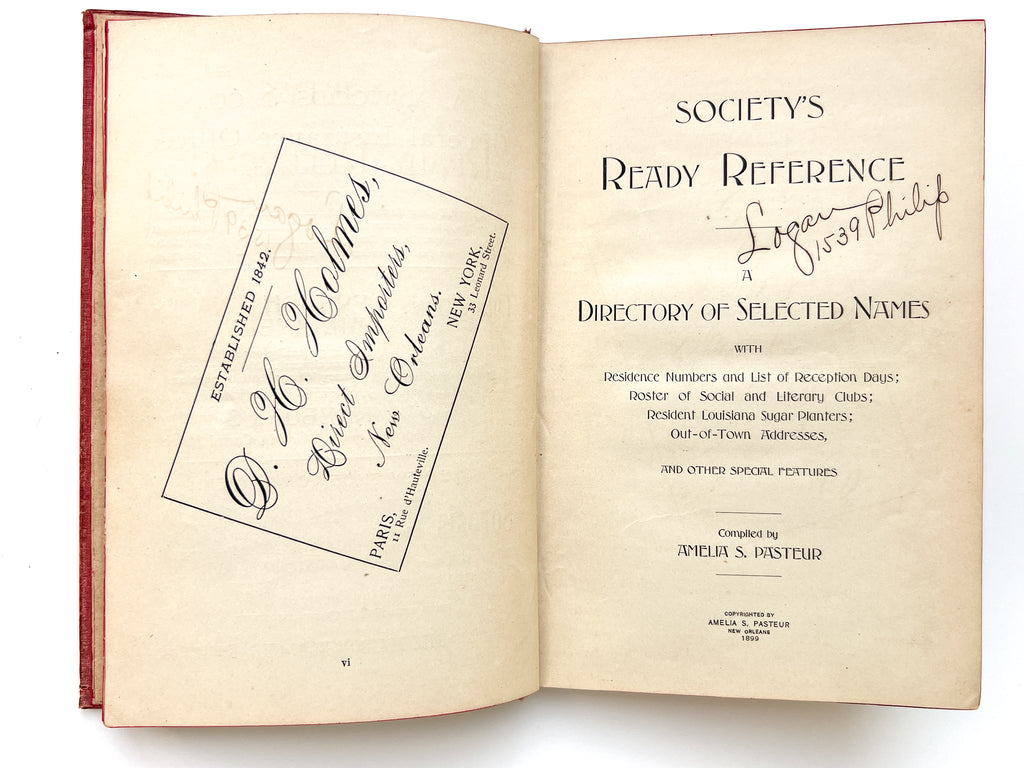 ESTABLISHED 1842.
D. H. Holmes,
Direct Importers,
New Orleans.
PARIS,
11 Rue d'Hauteville.
NEW YORK.
33 Leonard Street.
vi
SOCIETY'S
READY REFERENCE
Logan
1539 Philip
A
DIRECTORY OF SELECTED NAMES
WITH
Residence Numbers and List of Reception Days;
Roster of Social and Literary Clubs;
Resident Louisiana Sugar Planters;
Out-of-Town Addresses,
AND OTHER SPECIAL FEATURES
Compiled by
AMELIA S. PASTEUR
COPYRIGHTED BY
AMELIA S. PASTEUR
NEW ORLEANS
1899